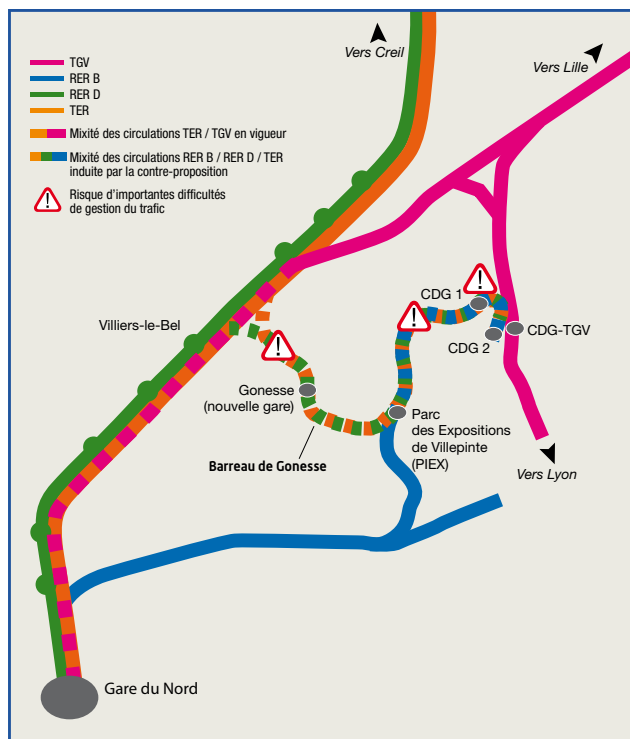 Vers Creil
Vers Lille
TGV
RER B
RER D
TER
Mixité des circulations TER / TGV en vigueur
Mixité des circulations RER B / RER D / TER
induite par la contre-proposition
Risque d'importantes difficultés
de gestion du trafic
CDG 1
Villiers-le-Bel
CDG-TGV
CDG 2
Gonesse
(nouvelle gare)
Parc
des Expositions
de Villepinte
(PIEX)
Barreau de Gonesse
Vers Lyon
Gare du Nord